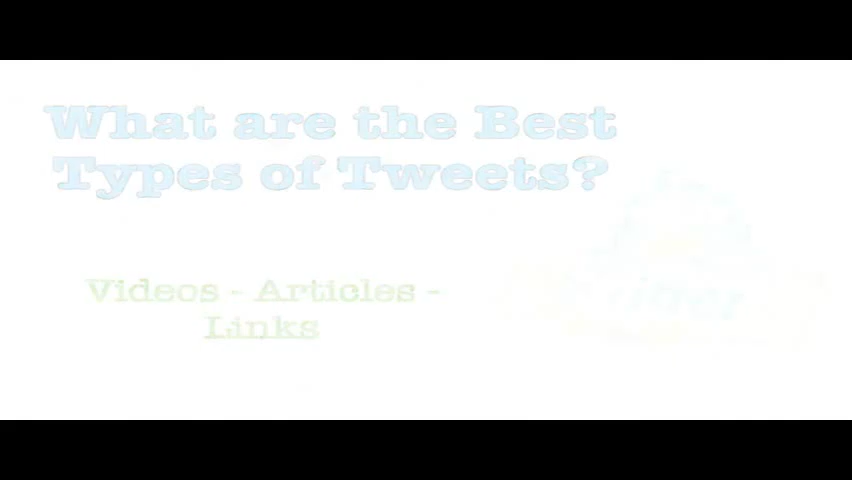 What are the Best
Types of Tweets?
Videos - Articles -
Links